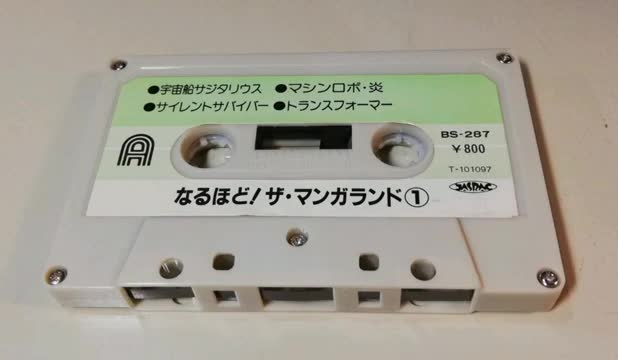 ●宇宙船サジタリウス ●マシンロボ・炎
●サイレントサバイバー ●トランスフォーマー
A
BS-287
¥800
T-101097
なるほど!ザ・マンガランド①